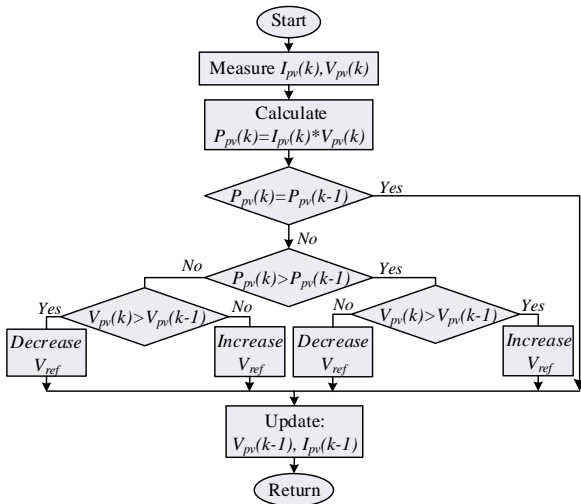 Start
Measure I_pv(k),V_pv(k)
Calculate
P_pv(k)=I_pv(k)*V_pv(k)
P_pv(k)=P_pv(k-1)
Yes
No
No
P_pv(k)>P_pv(k-1)
Yes
Yes
V_pv(k)>V_pv(k-1)
No
No
V_pv(k)>V_pv(k-1)
Yes
Decrease
V_ref
Increase
V_ref
Decrease
V_ref
Increase
V_ref
Update:
V_pv(k-1), I_pv(k-1)
Return